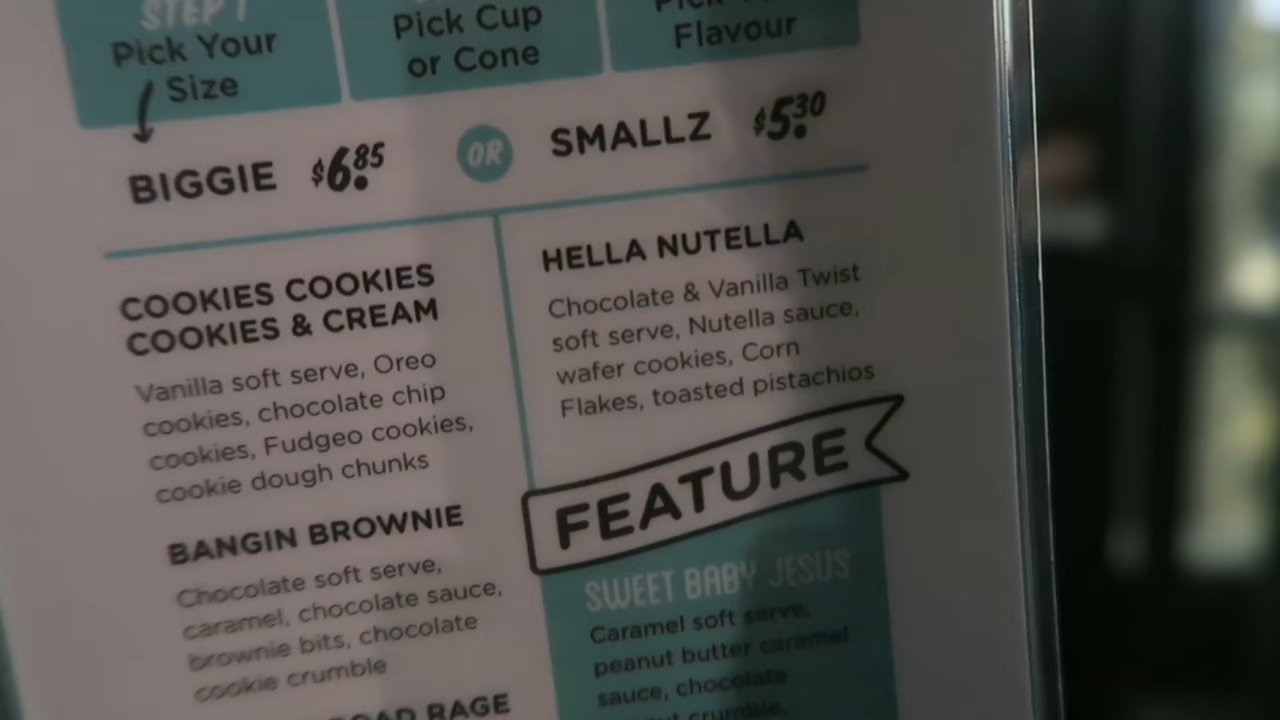 STEP 1
Pick Your
Size
Pick Cup
or Cone
Flavour
BIGGIE $6.85
OR
SMALLZ $5.30
COOKIES COOKIES
COOKIES & CREAM
Vanilla soft serve, Oreo
cookies, chocolate chip
cookies, Fudgeo cookies,
cookie dough chunks
BANGIN BROWNIE
Chocolate soft serve,
caramel, chocolate sauce,
brownie bits, chocolate
cookie crumble
RAGE
HELLA NUTELLA
Chocolate & Vanilla Twist
soft serve, Nutella sauce,
wafer cookies, Corn
Flakes, toasted pistachios
FEATURE
SWEET BABY JESUS
Caramel soft serve,
peanut butter caramel
sauce, chocolate
crumble,